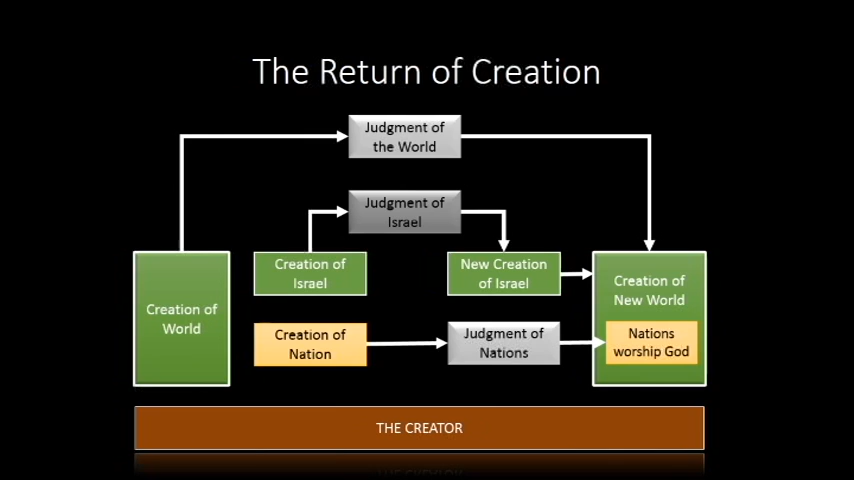 The Return of Creation
Judgment of
the World
Judgment of
Israel
Creation of
World
Creation of
Israel
New Creation
of Israel
Creation of
New World
Creation of
Nation
Judgment of
Nations
Nations
worship God
THE CREATOR